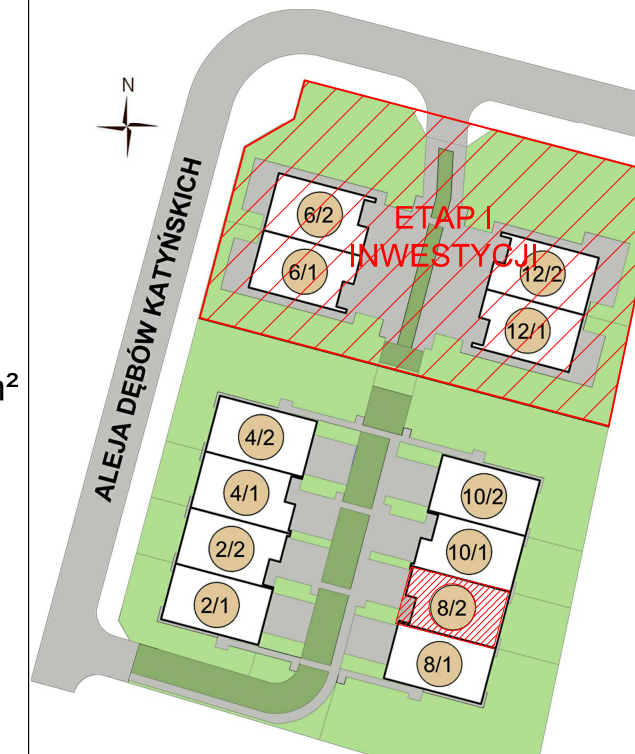 N
ALEJA DĘBÓW KATYŃSKICH
ETAP I
INWESTYCJI
6/2
6/1
12/2
12/1
m²
4/2
4/1
2/2
2/1
10/2
10/1
8/2
8/1